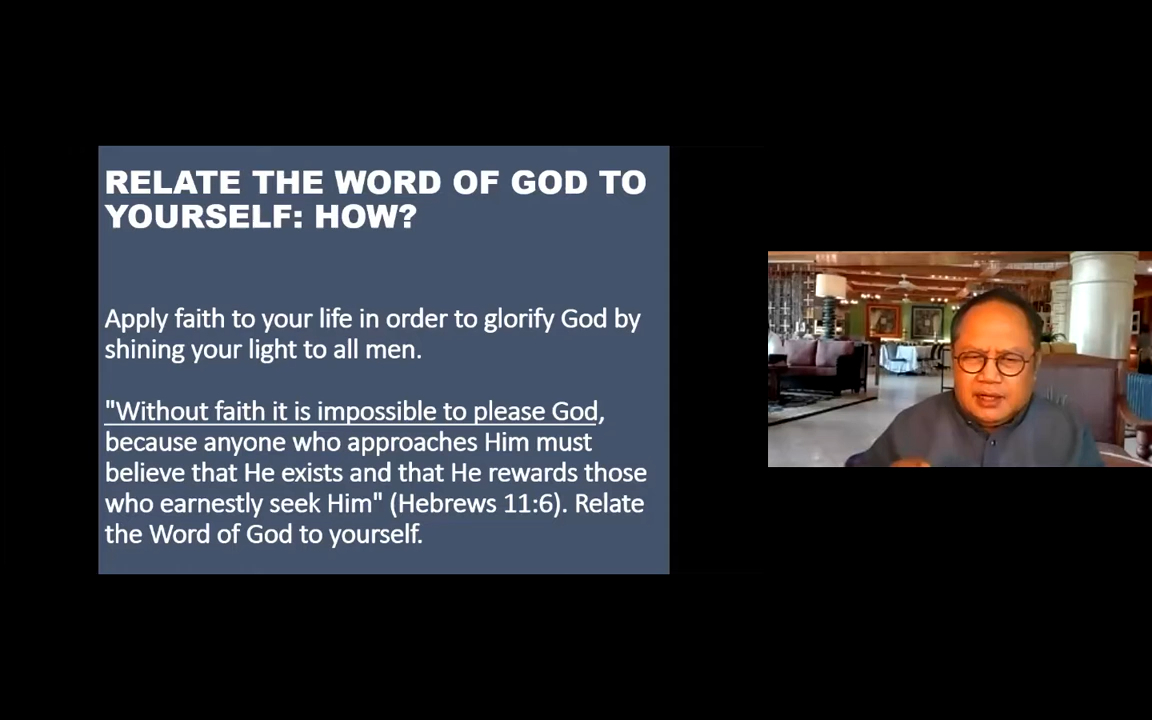 RELATE THE WORD OF GOD TO
YOURSELF: HOW?
Apply faith to your life in order to glorify God by
shining your light to all men.
"Without faith it is impossible to please God,
because anyone who approaches Him must
believe that He exists and that He rewards those
who earnestly seek Him" (Hebrews 11:6). Relate
the Word of God to yourself.